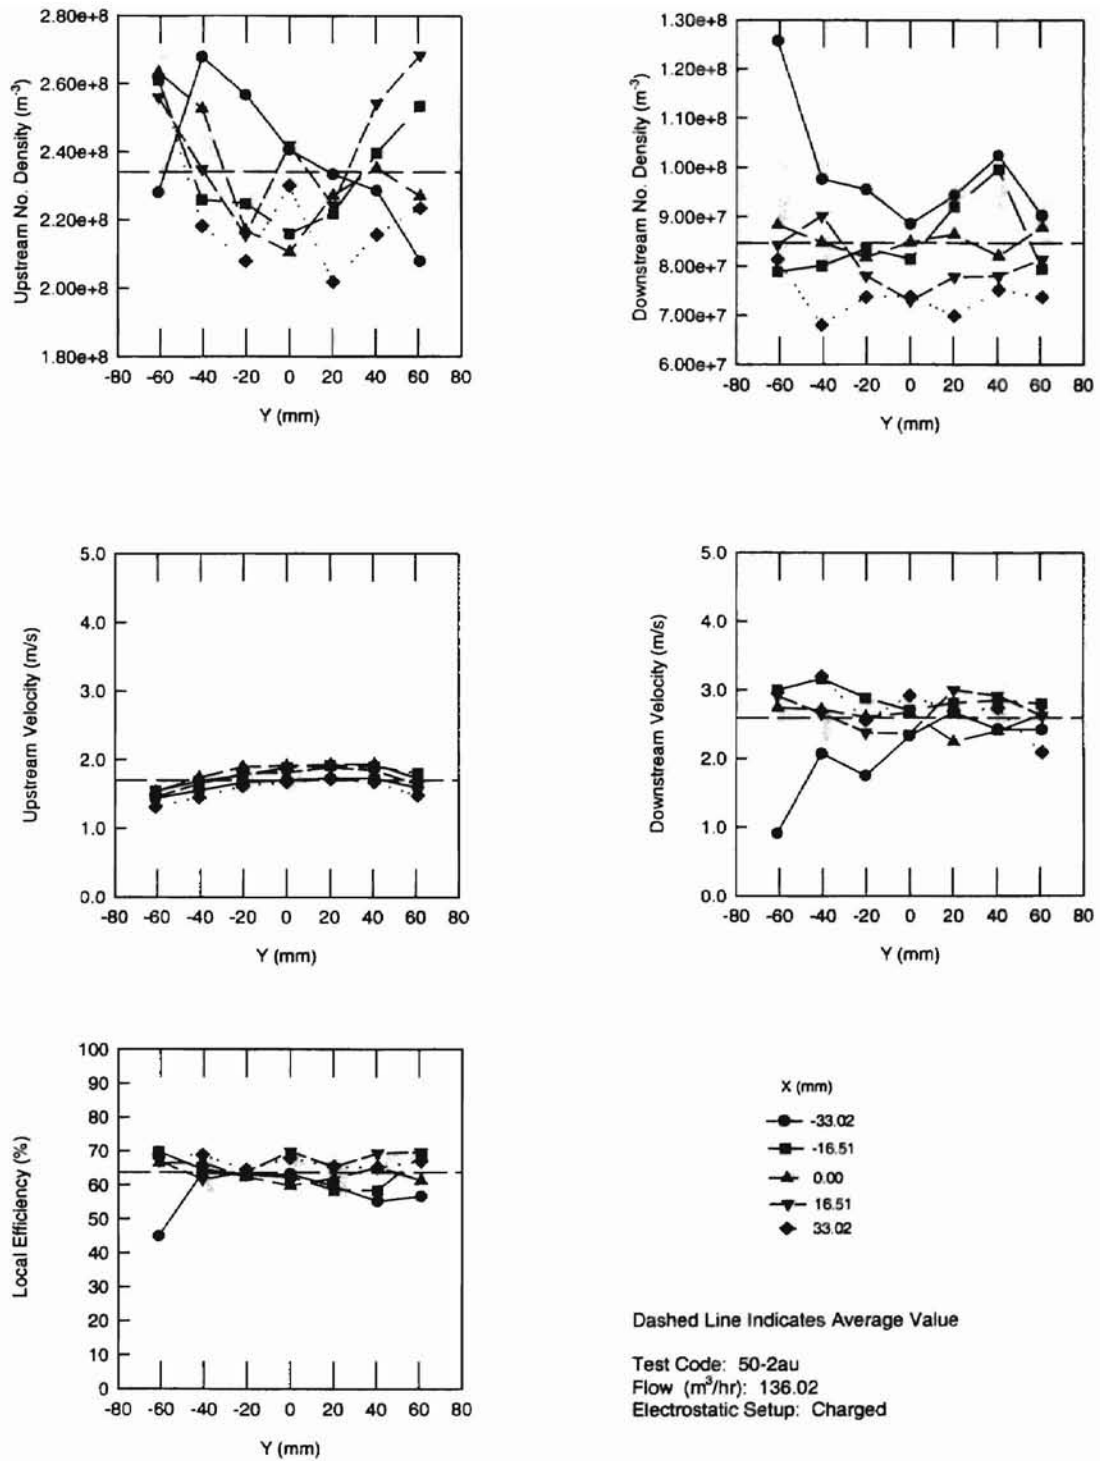 Upstream No. Density (m⁻³)
2.80e+8
2.60e+8
2.40e+8
2.20e+8
2.00e+8
1.80e+8
-80 -60 -40 -20 0 20 40 60 80
Y (mm)
Downstream No. Density (m⁻³)
1.30e+8
1.20e+8
1.10e+8
1.00e+8
9.00e+7
8.00e+7
7.00e+7
6.00e+7
-80 -60 -40 -20 0 20 40 60 80
Y (mm)
Upstream Velocity (m/s)
5.0
4.0
3.0
2.0
1.0
0.0
-80 -60 -40 -20 0 20 40 60 80
Y (mm)
Downstream Velocity (m/s)
5.0
4.0
3.0
2.0
1.0
0.0
-80 -60 -40 -20 0 20 40 60 80
Y (mm)
Local Efficiency (%)
100
90
80
70
60
50
40
30
20
10
0
-80 -60 -40 -20 0 20 40 60 80
Y (mm)
X (mm)
-33.02
-16.51
0.00
16.51
33.02
Dashed Line Indicates Average Value
Test Code: 50-2au
Flow (m³/hr): 136.02
Electrostatic Setup: Charged